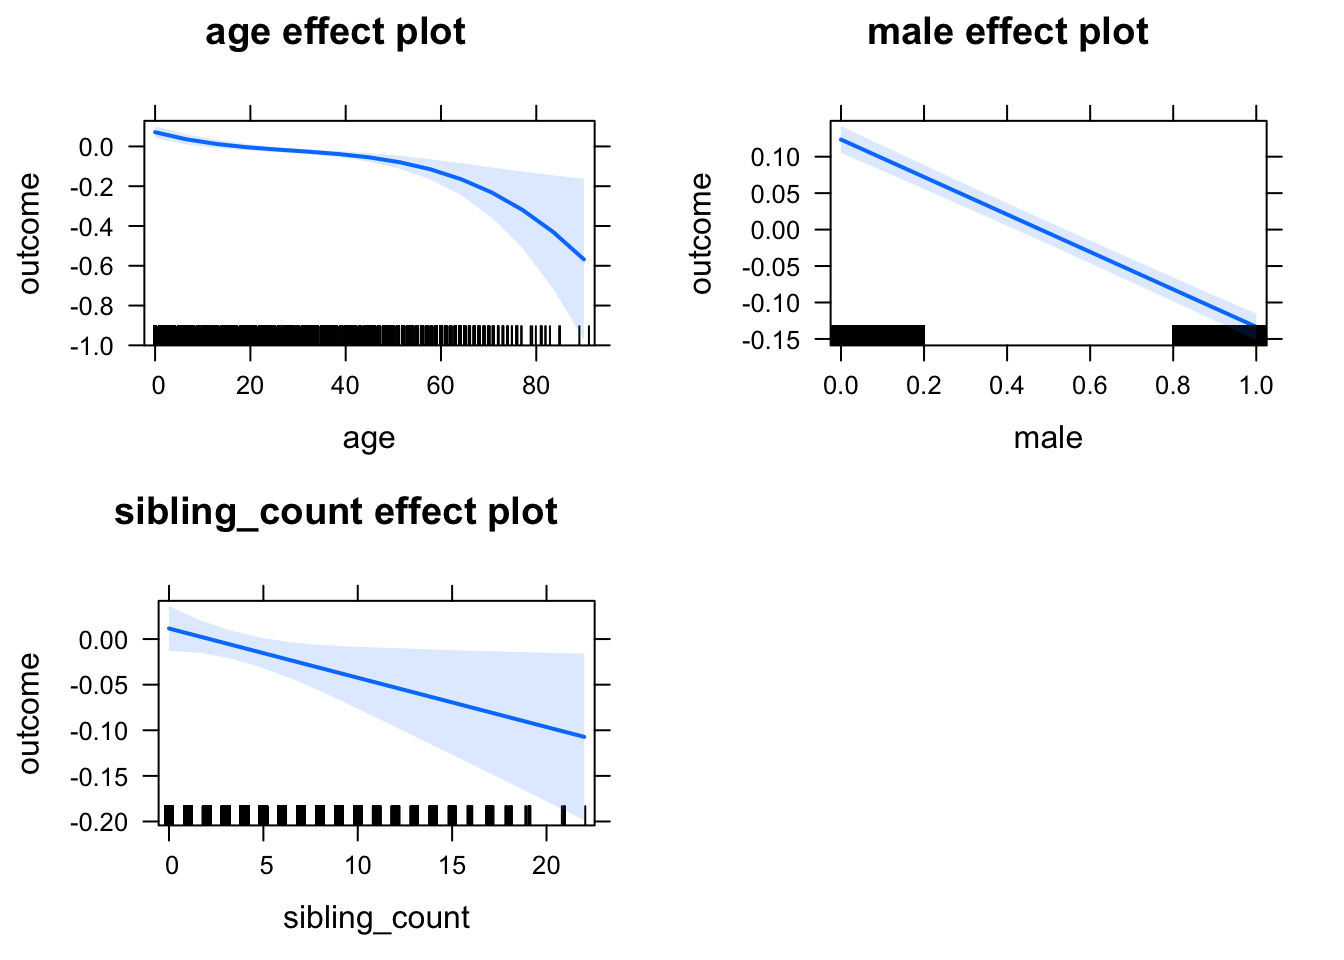 age effect plot
outcome
0.0
-0.2
-0.4
-0.6
-0.8
-1.0
0 20 40 60 80
age
male effect plot
outcome
0.10
0.05
0.00
-0.05
-0.10
-0.15
0.0 0.2 0.4 0.6 0.8 1.0
male
sibling_count effect plot
outcome
0.00
-0.05
-0.10
-0.15
-0.20
0 5 10 15 20
sibling_count